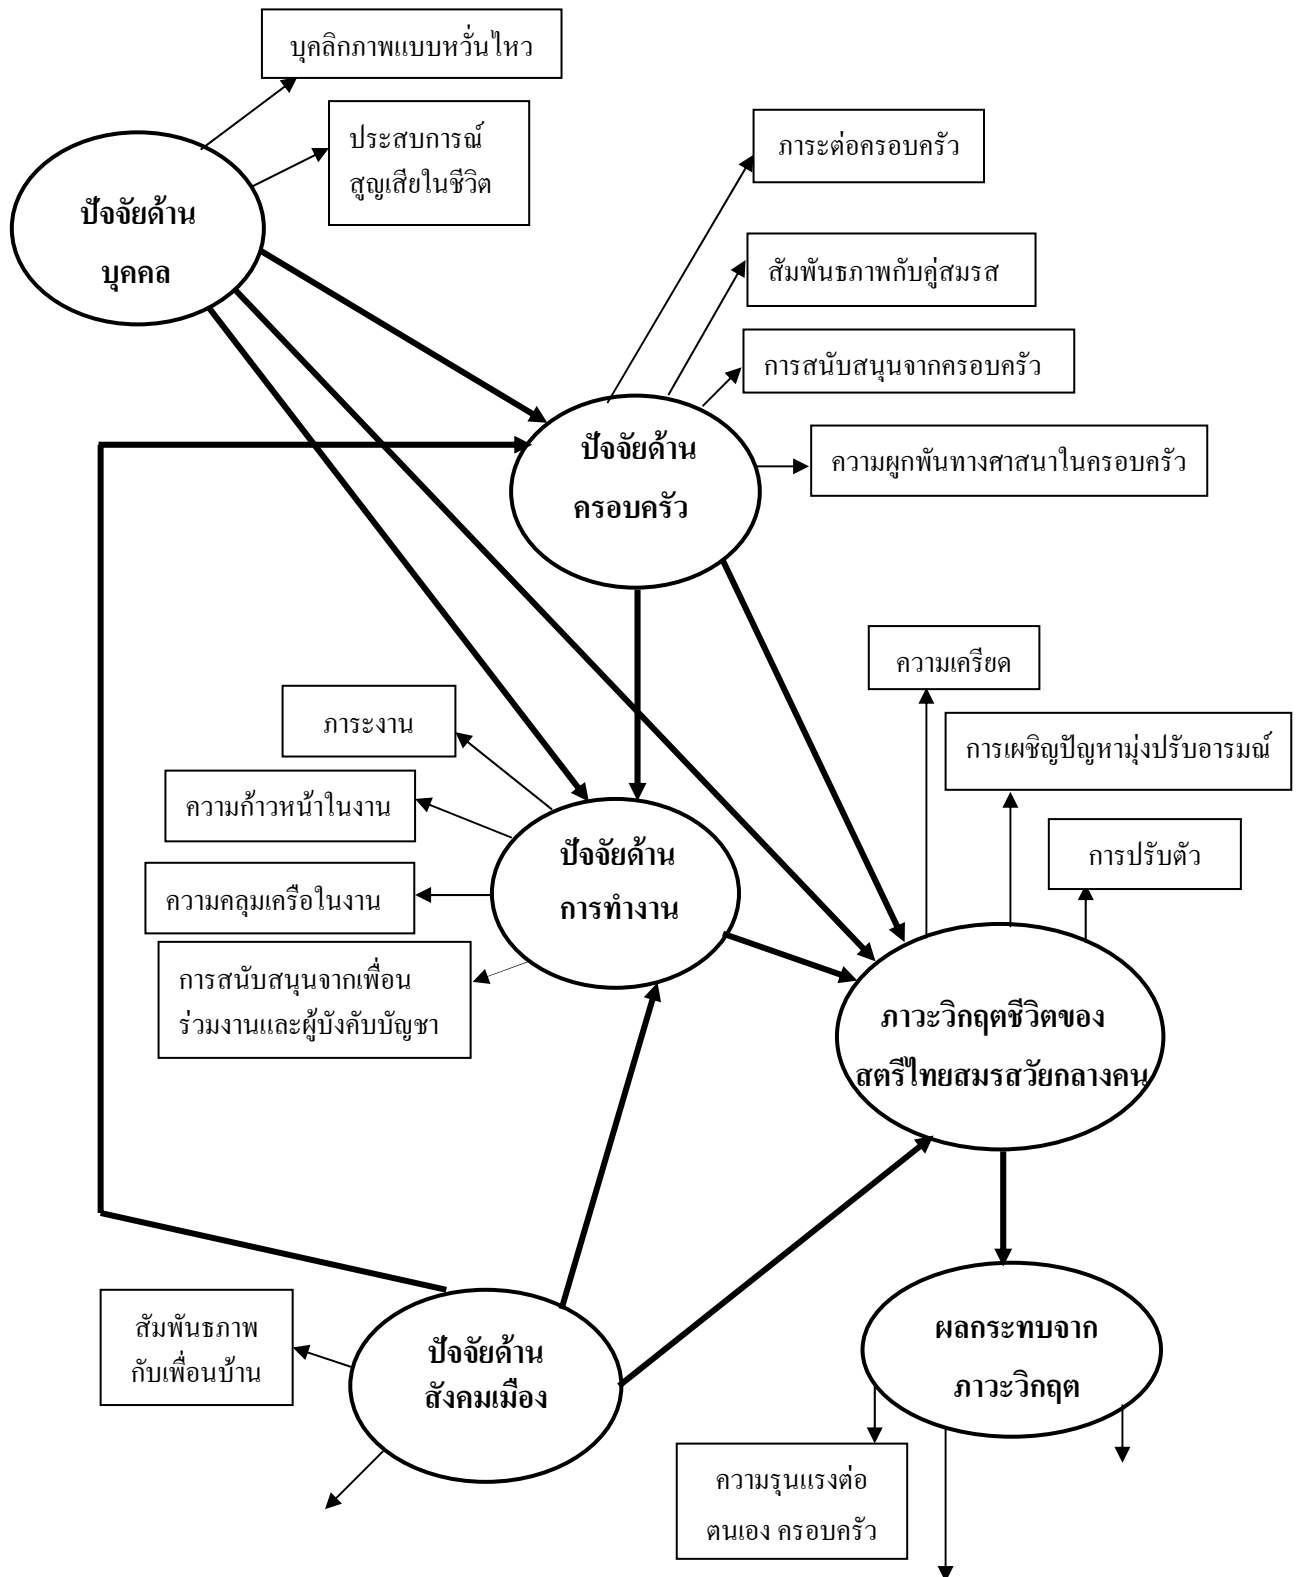 บุคลิกภาพแบบหวั่นไหว
ประสบการณ์
สูญเสียในชีวิต
ภาระต่อครอบครัว
ปัจจัยด้าน
บุคคล
สัมพันธภาพกับคู่สมรส
การสนับสนุนจากครอบครัว
ปัจจัยด้าน
ครอบครัว
ความผูกพันทางศาสนาในครอบครัว
ความเครียด
ภาระงาน
การเผชิญปัญหามุ่งปรับอารมณ์
ความก้าวหน้าในงาน
ปัจจัยด้าน
การทำงาน
การปรับตัว
ความคลุมเครือในงาน
การสนับสนุนจากเพื่อน
ร่วมงานและผู้บังคับบัญชา
ภาวะวิกฤตชีวิตของ
สตรีไทยสมรสวัยกลางคน
สัมพันธภาพ
กับเพื่อนบ้าน
ปัจจัยด้าน
สังคมเมือง
ผลกระทบจาก
ภาวะวิกฤต
ความรุนแรงต่อ
ตนเอง ครอบครัว